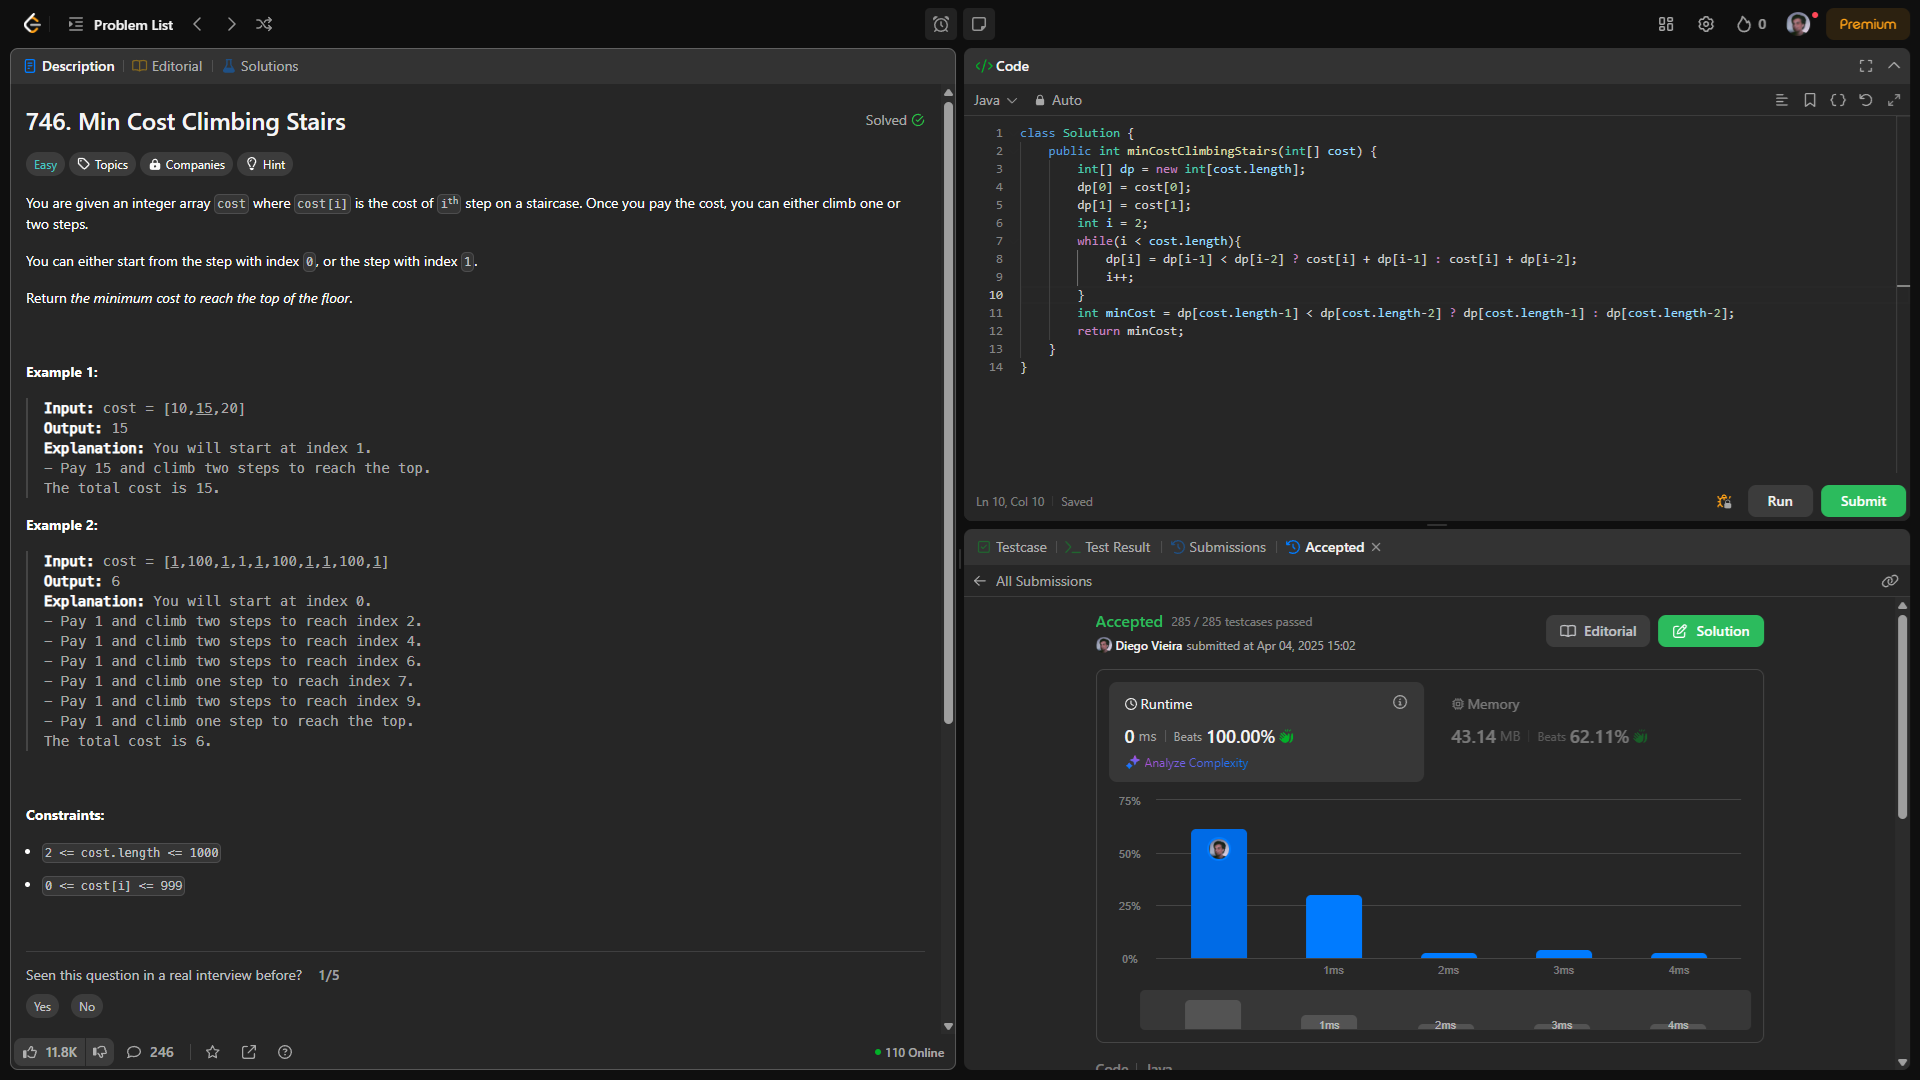 Problem List
0
Premium
Description
Editorial
Solutions
746. Min Cost Climbing Stairs
Solved
Easy
Topics
Companies
Hint
You are given an integer array cost where cost[i] is the cost of ith step on a staircase. Once you pay the cost, you can either climb one or
two steps.
You can either start from the step with index 0, or the step with index 1.
Return the minimum cost to reach the top of the floor.
Example 1:
Input: cost = [10,15,20]
Output: 15
Explanation: You will start at index 1.
- Pay 15 and climb two steps to reach the top.
The total cost is 15.
Example 2:
Input: cost = [1,100,1,1,1,100,1,1,100,1]
Output: 6
Explanation: You will start at index 0.
- Pay 1 and climb two steps to reach index 2.
- Pay 1 and climb two steps to reach index 4.
- Pay 1 and climb two steps to reach index 6.
- Pay 1 and climb one step to reach index 7.
- Pay 1 and climb two steps to reach index 9.
- Pay 1 and climb one step to reach the top.
The total cost is 6.
Constraints:
• 2 <= cost.length <= 1000
• 0 <= cost[i] <= 999
Seen this question in a real interview before? 1/5
Yes
No
11.8K
246
110 Online
</> Code
Java
Auto
1 class Solution {
2 public int minCostClimbingStairs(int[] cost) {
3 int[] dp = new int[cost.length];
4 dp[0] = cost[0];
5 dp[1] = cost[1];
6 int i = 2;
7 while(i < cost.length){
8 dp[i] = dp[i-1] < dp[i-2] ? cost[i] + dp[i-1] : cost[i] + dp[i-2];
9 i++;
10 }
11 int minCost = dp[cost.length-1] < dp[cost.length-2] ? dp[cost.length-1] : dp[cost.length-2];
12 return minCost;
13 }
14 }
Ln 10, Col 10
Saved
Run
Submit
Testcase
Test Result
Submissions
Accepted
All Submissions
Accepted 285 / 285 testcases passed
Diego Vieira submitted at Apr 04, 2025 15:02
Editorial
Solution
Runtime
0 ms
Beats 100.00%
Analyze Complexity
Memory
43.14 MB
Beats 62.11%
75%
50%
25%
0%
1ms
2ms
3ms
4ms
1ms
2ms
3ms
4ms
Code
Java